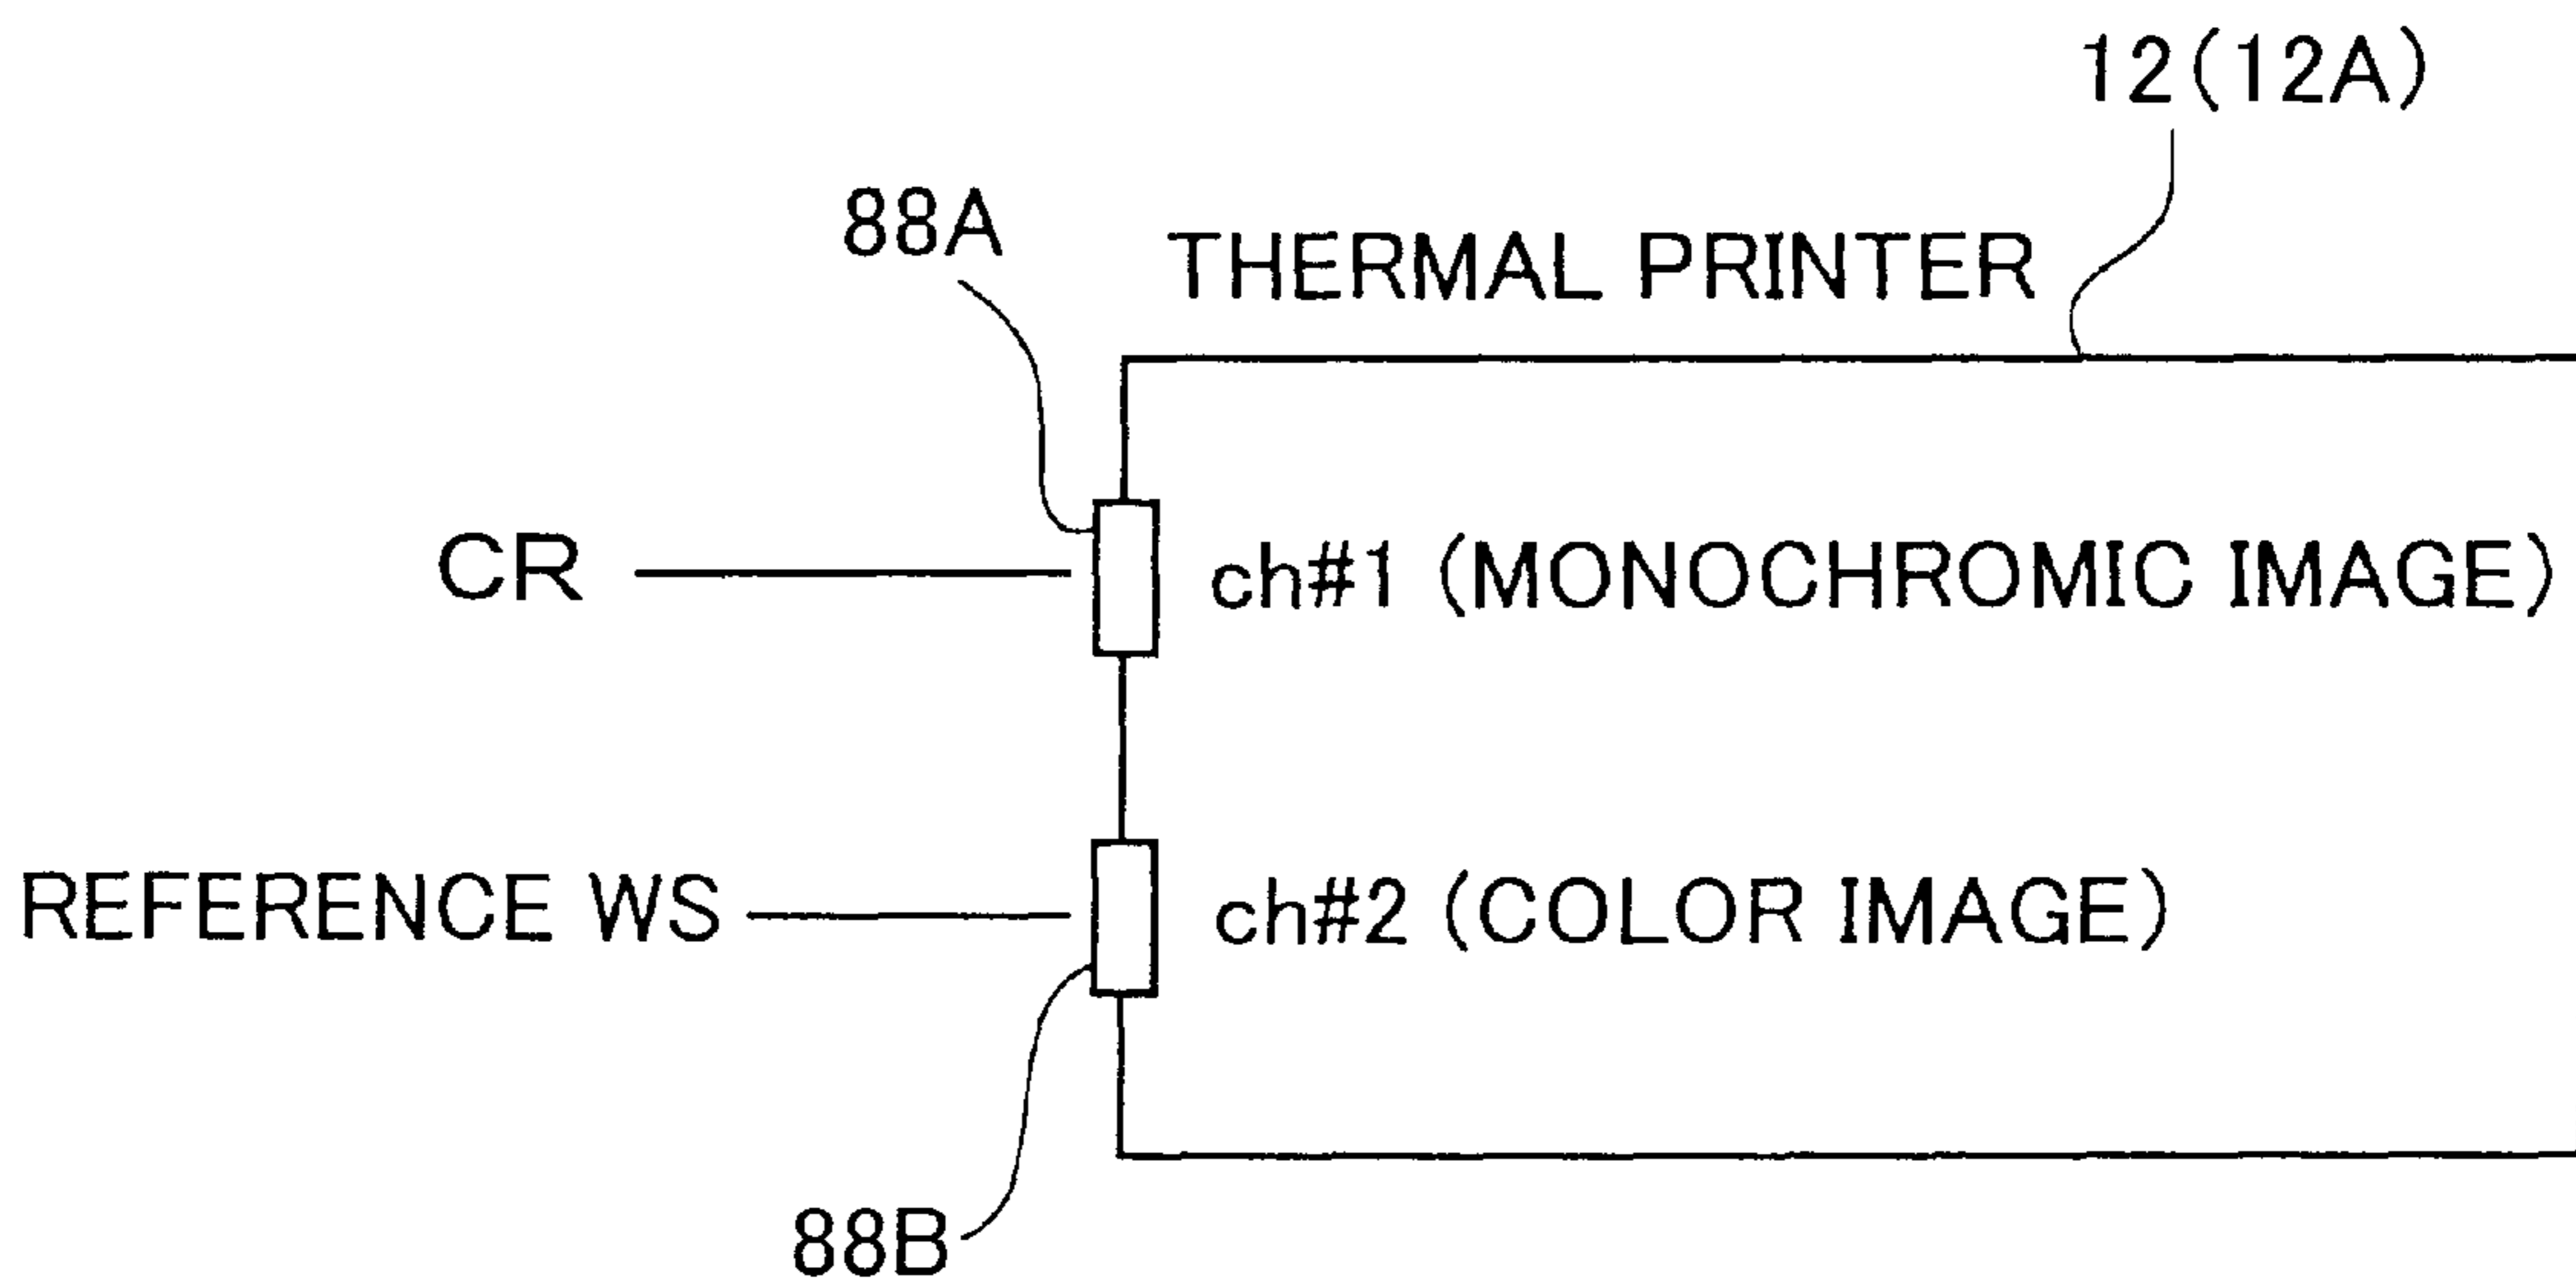 12(12A)
88A
THERMAL PRINTER
CR
ch#1 (MONOCHROMIC IMAGE)
REFERENCE WS
ch#2 (COLOR IMAGE)
88B